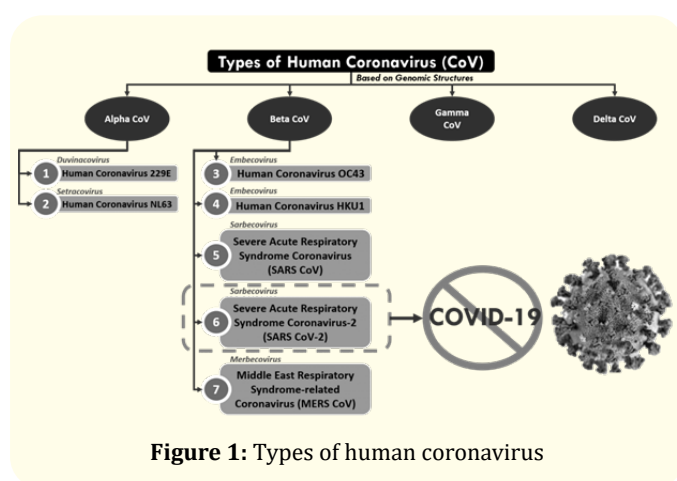 Types of Human Coronavirus (CoV)
Based on Genomic Structures
Alpha CoV
Beta CoV
Gamma
CoV
Delta CoV
Duvinacovirus
1 Human Coronavirus 229E
Setracovirus
2 Human Coronavirus NL63
Embecovirus
3 Human Coronavirus OC43
Embecovirus
4 Human Coronavirus HKU1
Sarbecovirus
5
Severe Acute Respiratory
Syndrome Coronavirus
(SARS CoV)
Sarbecovirus
6
Severe Acute Respiratory
Syndrome Coronavirus-2
(SARS CoV-2)
COVID-19
Merbecovirus
7
Middle East Respiratory
Syndrome-related
Coronavirus (MERS CoV)
Figure 1: Types of human coronavirus